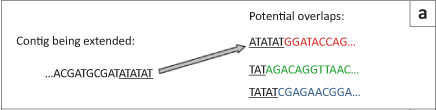 Potential overlaps:
a
Contig being extended:
ATATATGGATACCAG...
...ACGATGCGATATATAT
TATAGACAGGTTAAC...
TATATCGAGAACGGA...